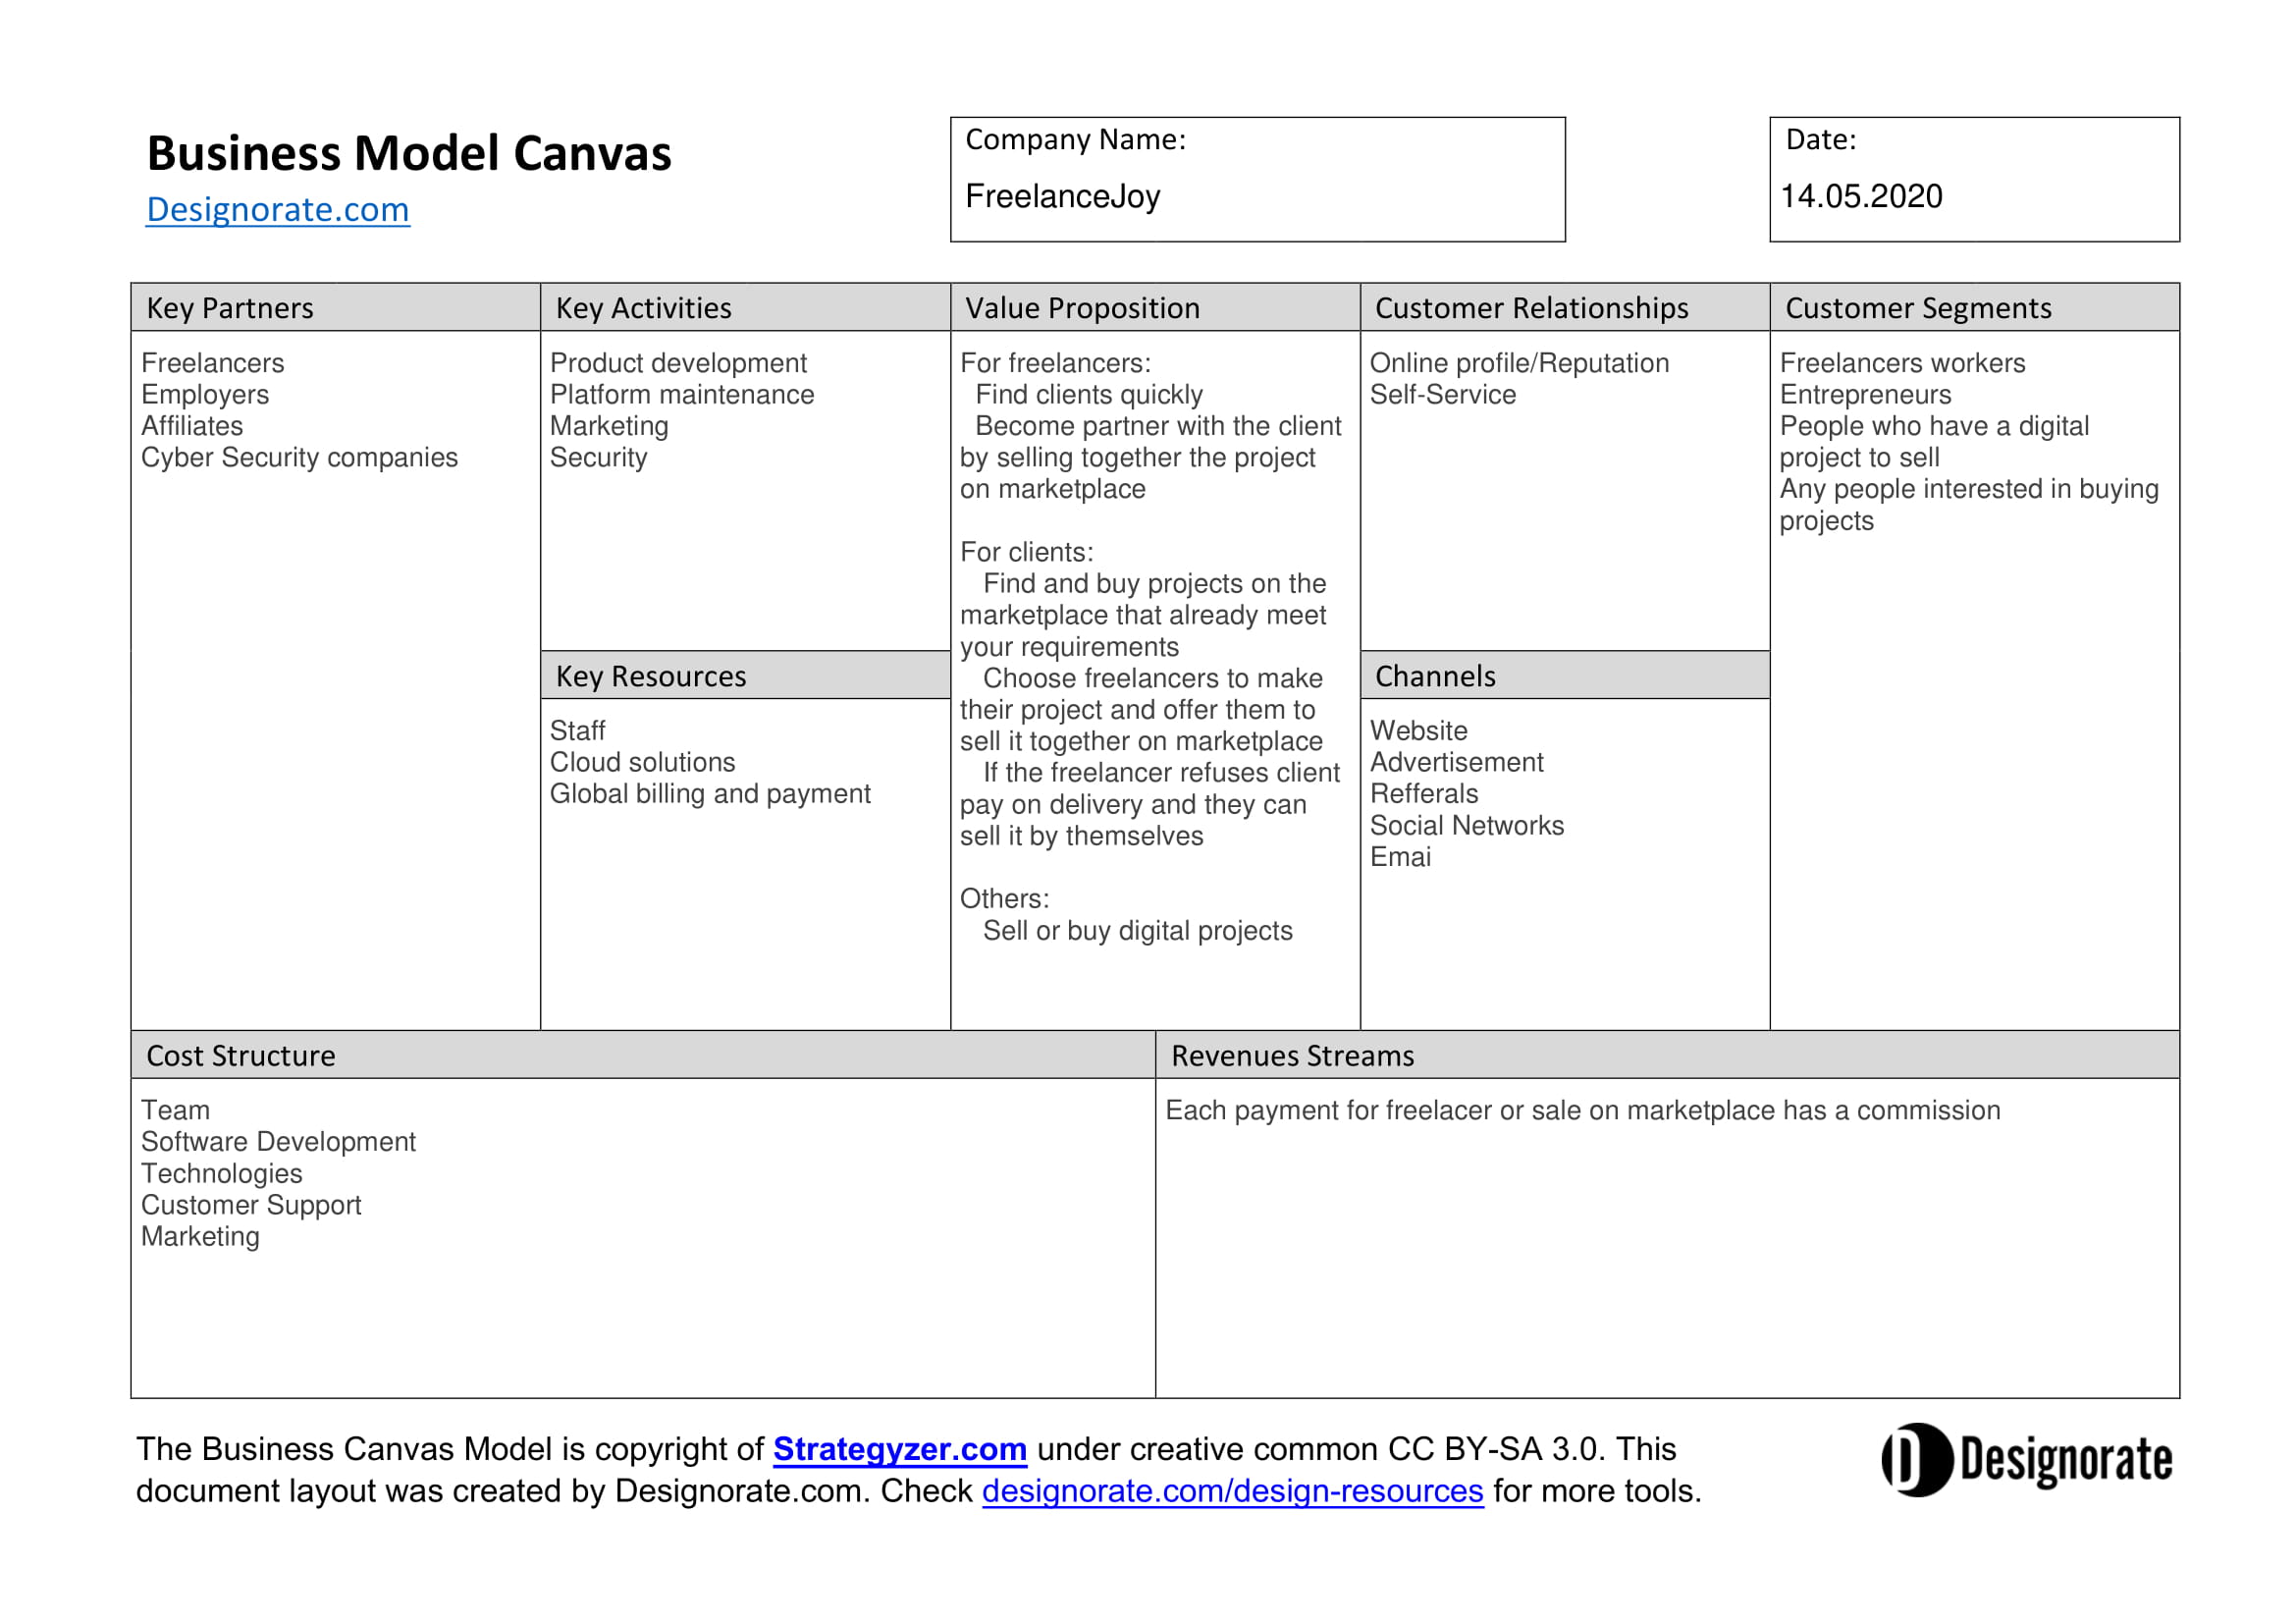 Business Model Canvas
Designorate.com
Company Name:
FreelanceJoy
Date:
14.05.2020
Key Partners
Freelancers
Employers
Affiliates
Cyber Security companies
Key Activities
Product development
Platform maintenance
Marketing
Security
Key Resources
Staff
Cloud solutions
Global billing and payment
Value Proposition
For freelancers:
Find clients quickly
Become partner with the client
by selling together the project
on marketplace
For clients:
Find and buy projects on the
marketplace that already meet
your requirements
Choose freelancers to make
their project and offer them to
sell it together on marketplace
If the freelancer refuses client
pay on delivery and they can
sell it by themselves
Others:
Sell or buy digital projects
Customer Relationships
Online profile/Reputation
Self-Service
Channels
Website
Advertisement
Refferals
Social Networks
Emai
Customer Segments
Freelancers workers
Entrepreneurs
People who have a digital
project to sell
Any people interested in buying
projects
Cost Structure
Team
Software Development
Technologies
Customer Support
Marketing
Revenues Streams
Each payment for freelacer or sale on marketplace has a commission
The Business Canvas Model is copyright of Strategyzer.com under creative common CC BY-SA 3.0. This
document layout was created by Designorate.com. Check designorate.com/design-resources for more tools.
Designorate